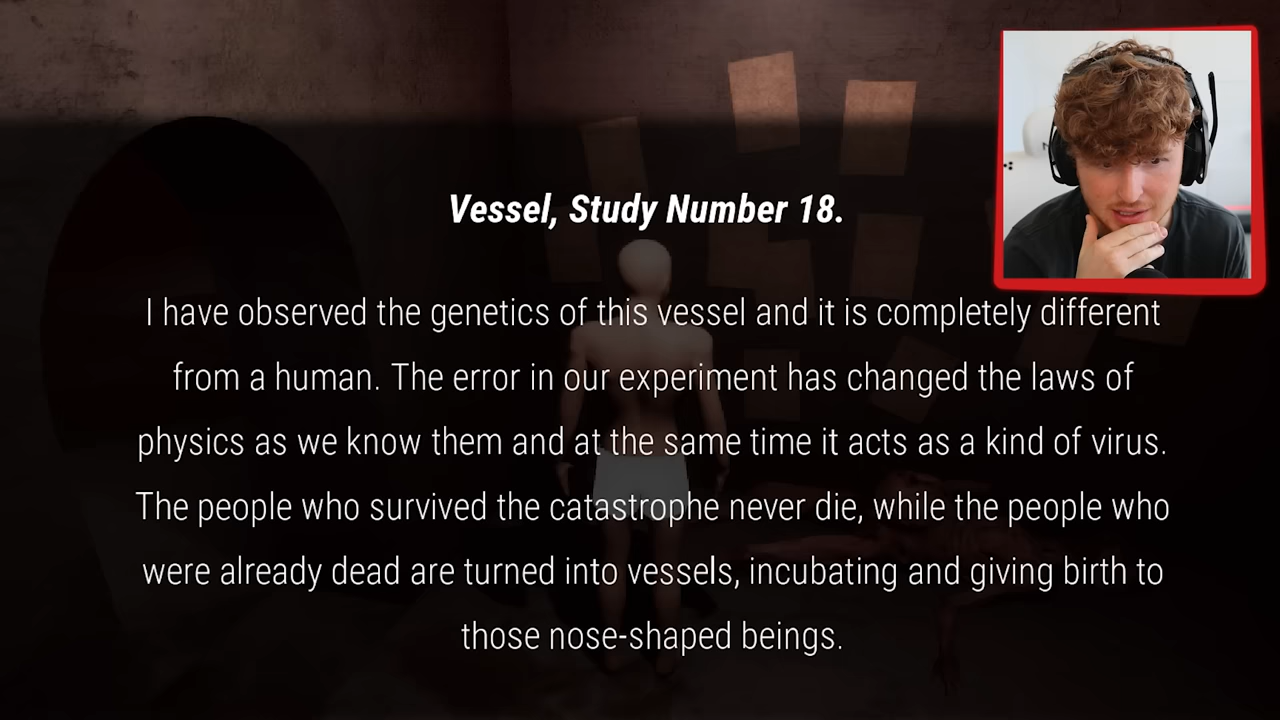 Vessel, Study Number 18.
I have observed the genetics of this vessel and it is completely different
from a human. The error in our experiment has changed the laws of
physics as we know them and at the same time it acts as a kind of virus.
The people who survived the catastrophe never die, while the people who
were already dead are turned into vessels, incubating and giving birth to
those nose-shaped beings.